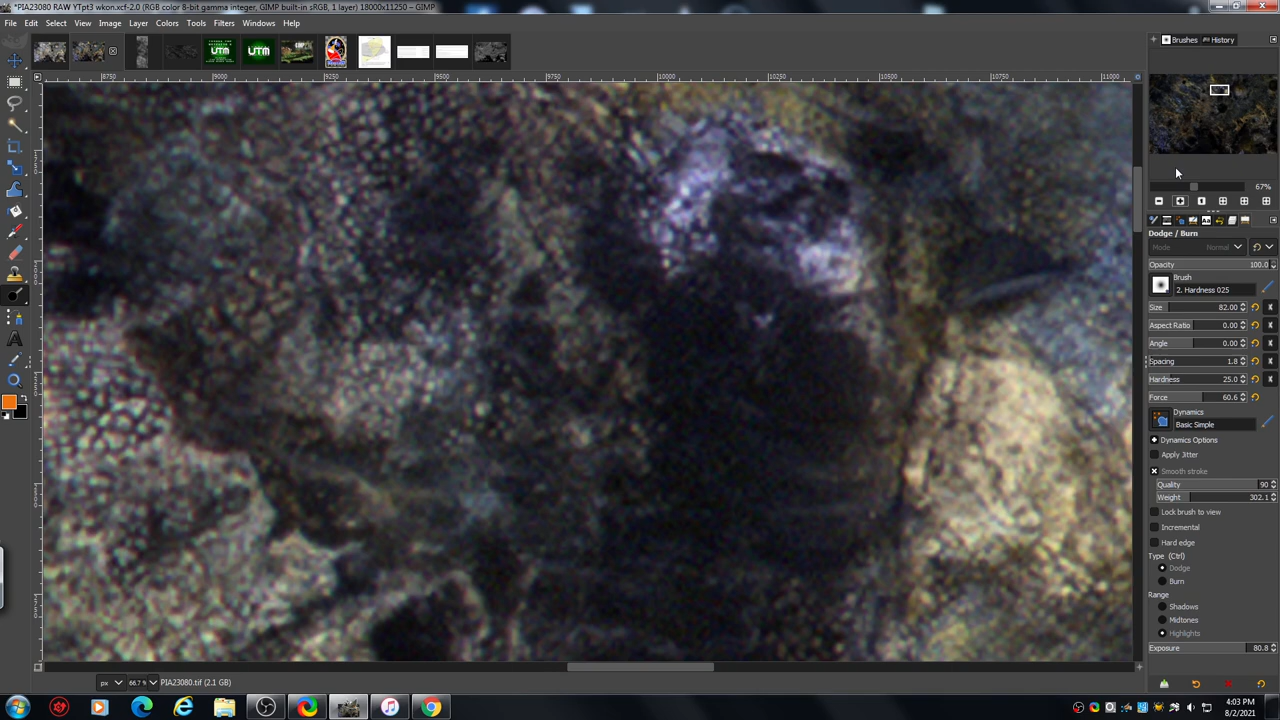 *PIA23080 RAW YTpt3 wkon.xcf-2.0 (RGB color 8-bit gamma integer, GIMP built-in sRGB, 1 layer) 18000x11250 – GIMP
File Edit Select View Image Layer Colors Tools Filters Windows Help
UTM UTM
Brushes History
8750 9000 9250 9500 9750 10000 10250 10500 10750 11000
67%
Dodge / Burn
Mode Normal
Opacity 100.0
Brush
2. Hardness 025
Size 82.00
Aspect Ratio 0.00
Angle 0.00
Spacing 1.8
Hardness 25.0
Force 60.6
Dynamics
Basic Simple
Dynamics Options
Apply Jitter
Smooth stroke
Quality 90
Weight 302.1
Lock brush to view
Incremental
Hard edge
Type (Ctrl)
Dodge
Burn
Range
Shadows
Midtones
Highlights
Exposure 80.8
px 66.7 % PIA23080.tif (2.1 GB)
4:03 PM
8/2/2021